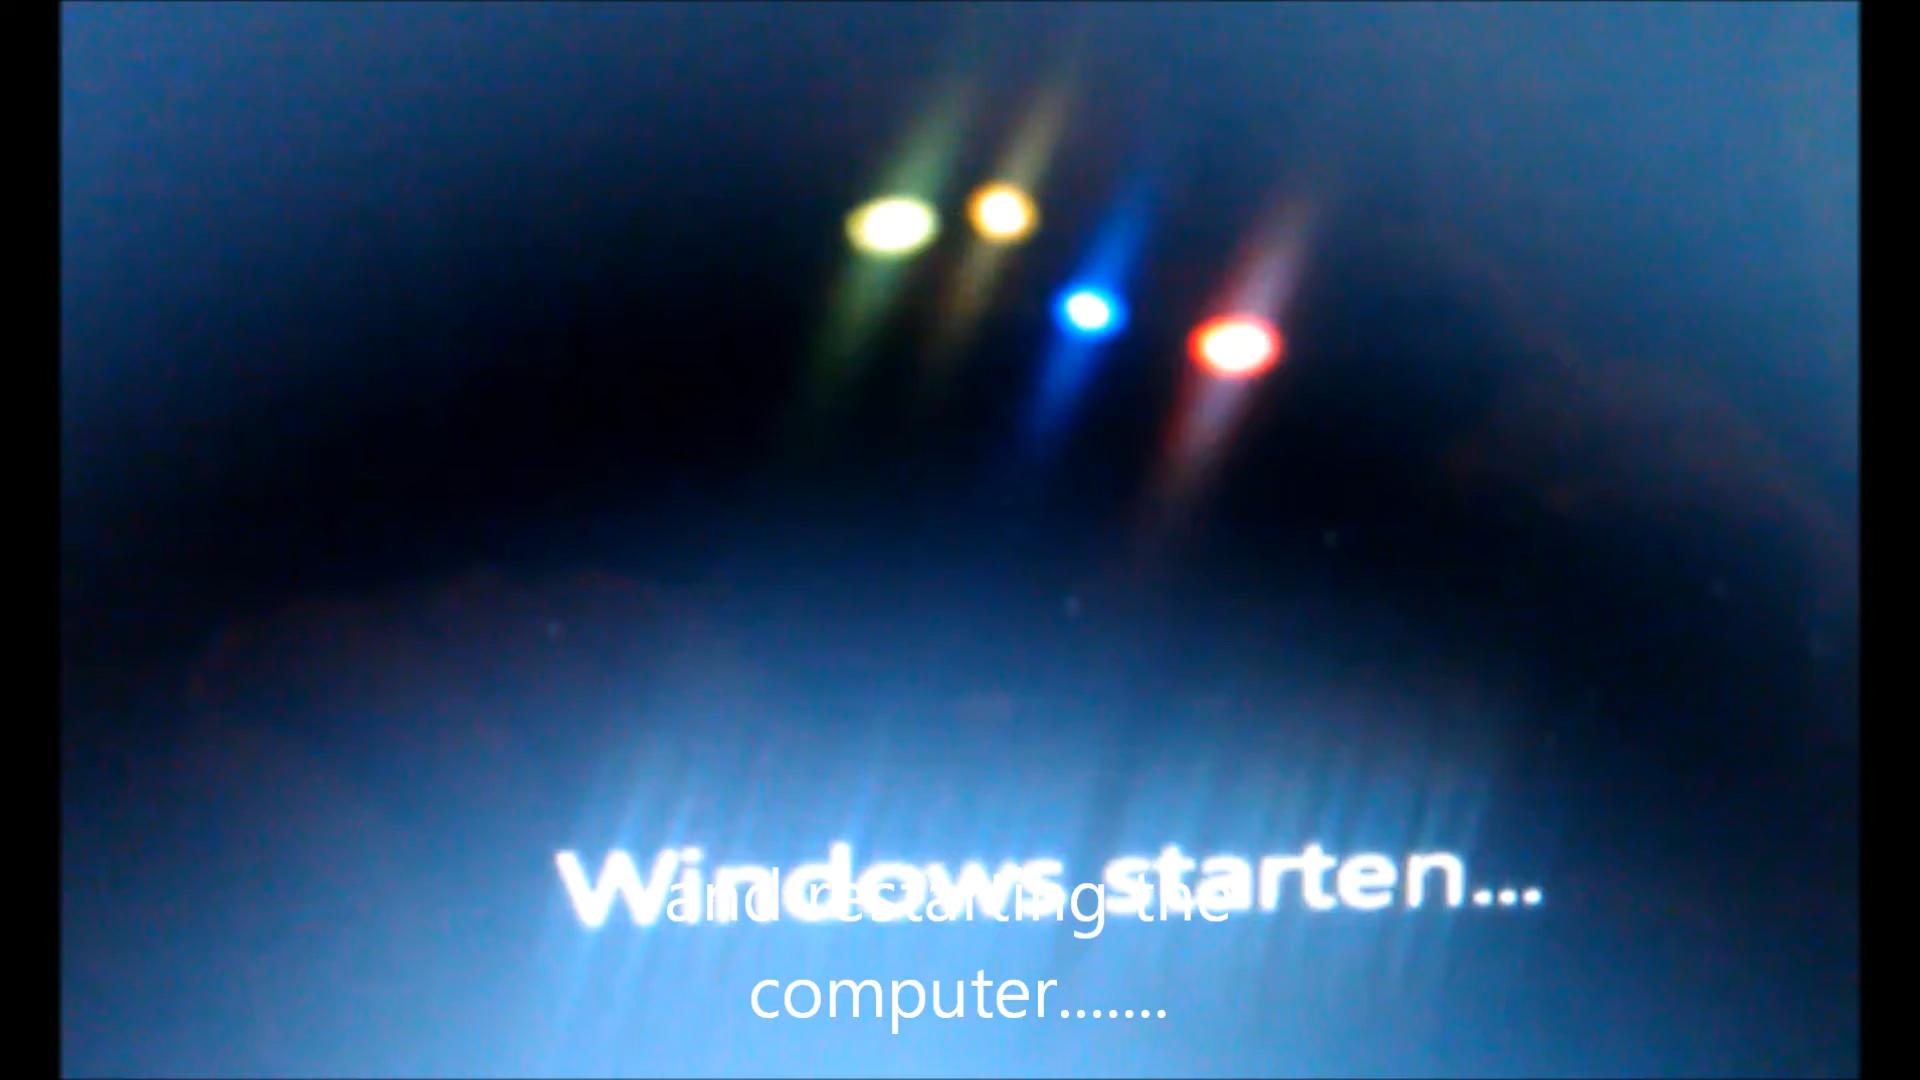 Windows starten...
and restarting the
computer.......